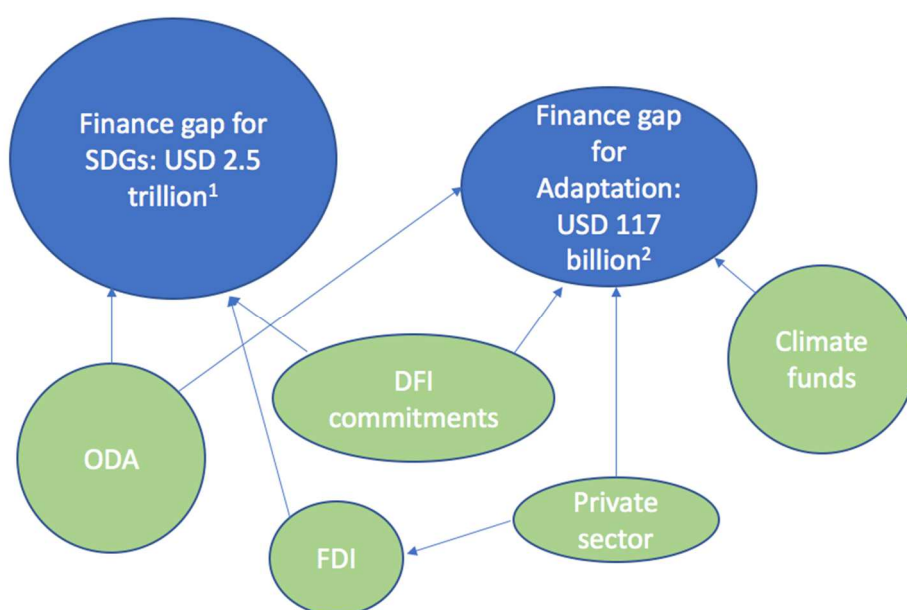 Finance gap for
SDGs: USD 2.5
trillion¹
Finance gap
for
Adaptation:
USD 117
billion²
Climate
funds
DFI
commitments
ODA
Private
sector
FDI